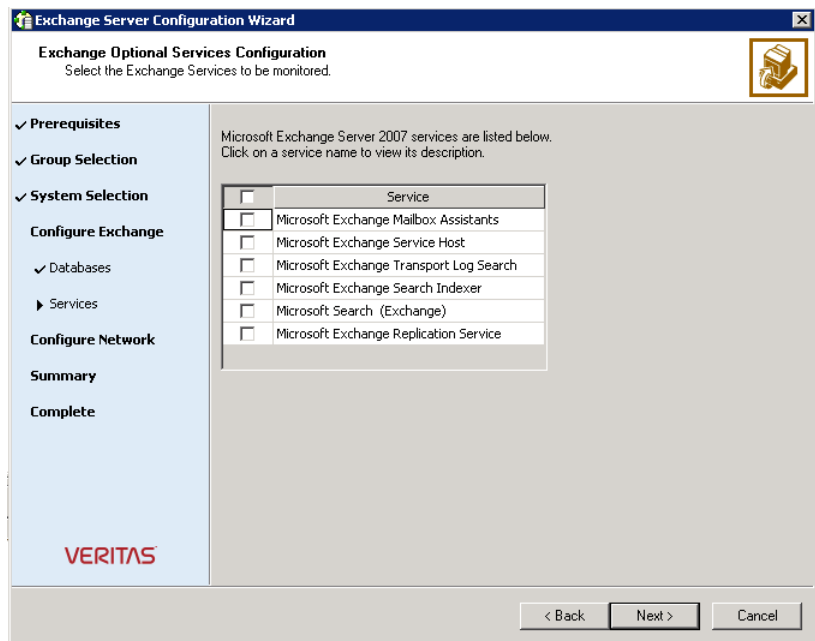 Exchange Server Configuration Wizard
Exchange Optional Services Configuration
Select the Exchange Services to be monitored.
Prerequisites
Group Selection
System Selection
Configure Exchange
Databases
Services
Configure Network
Summary
Complete
VERITAS
Microsoft Exchange Server 2007 services are listed below.
Click on a service name to view its description.
Service
Microsoft Exchange Mailbox Assistants
Microsoft Exchange Service Host
Microsoft Exchange Transport Log Search
Microsoft Exchange Search Indexer
Microsoft Search (Exchange)
Microsoft Exchange Replication Service
< Back
Next >
Cancel